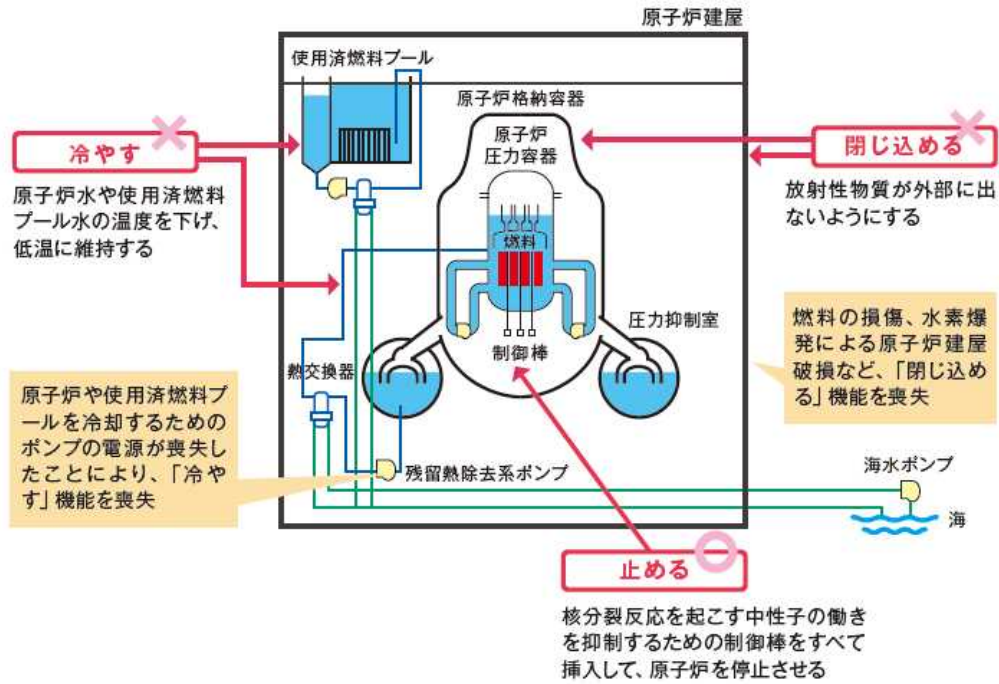 原子炉建屋
使用済燃料プール
原子炉格納容器
原子炉
圧力容器
冷やす
原子炉水や使用済燃料
プール水の温度を下げ、
低温に維持する
閉じ込める
放射性物質が外部に出
ないようにする
燃料
圧力抑制室
制御棒
熱交換器
燃料の損傷、水素爆
発による原子炉建屋
破損など、「閉じ込め
る」機能を喪失
原子炉や使用済燃料プ
ールを冷却するための
ポンプの電源が喪失し
たことにより、「冷や
す」機能を喪失
残留熱除去系ポンプ
海水ポンプ
海
止める
核分裂反応を起こす中性子の働き
を抑制するための制御棒をすべて
挿入して、原子炉を停止させる